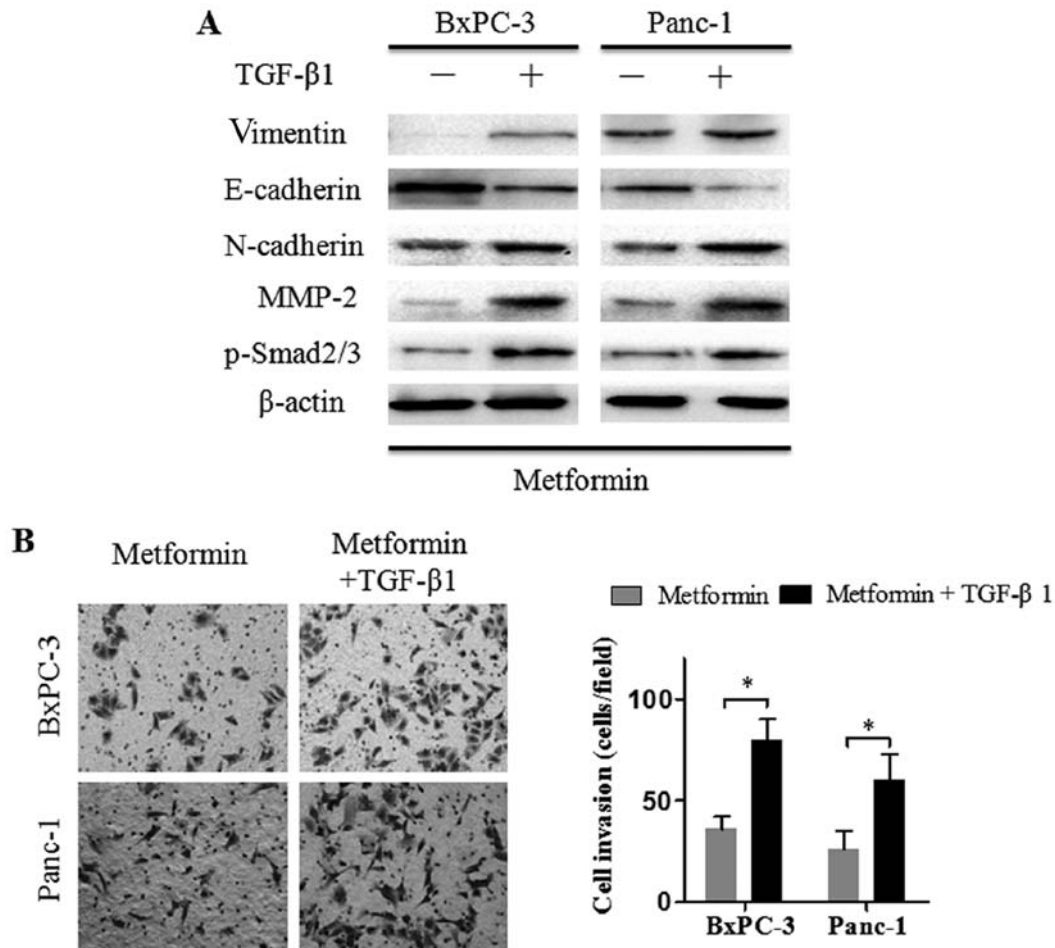 A
BxPC-3 Panc-1
TGF-β1 — + — +
Vimentin
E-cadherin
N-cadherin
MMP-2
p-Smad2/3
β-actin
Metformin
B
Metformin
Metformin
+TGF-β1
BxPC-3
Panc-1
Metformin Metformin + TGF-β 1
Cell invasion (cells/field)
100
50
0
* *
BxPC-3 Panc-1